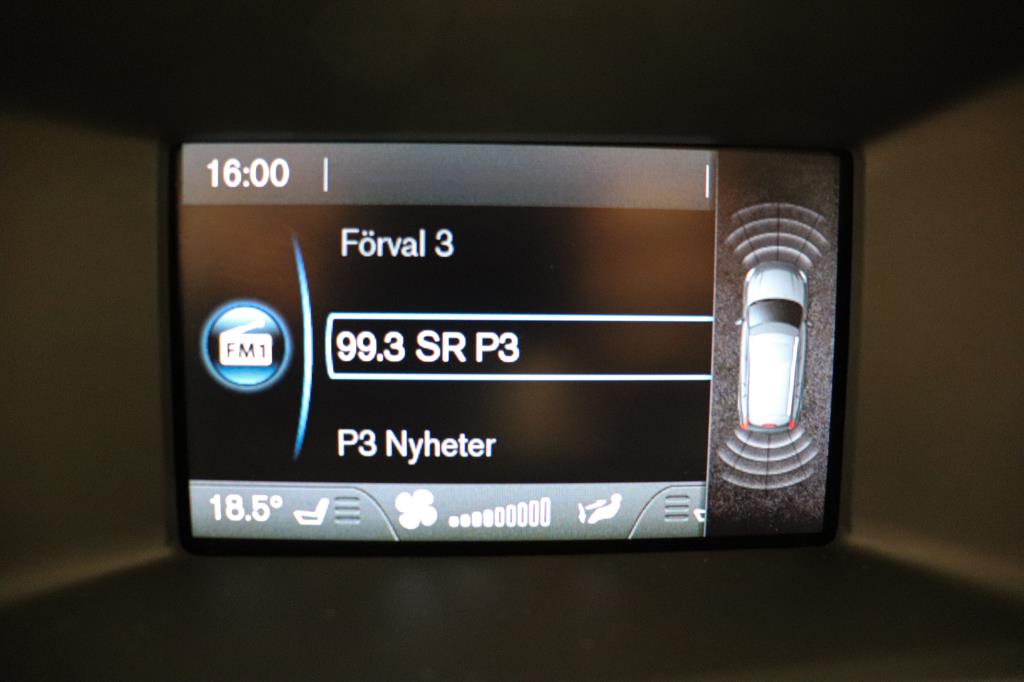 16:00
Förval 3
FM1
99.3 SR P3
P3 Nyheter
18.5°